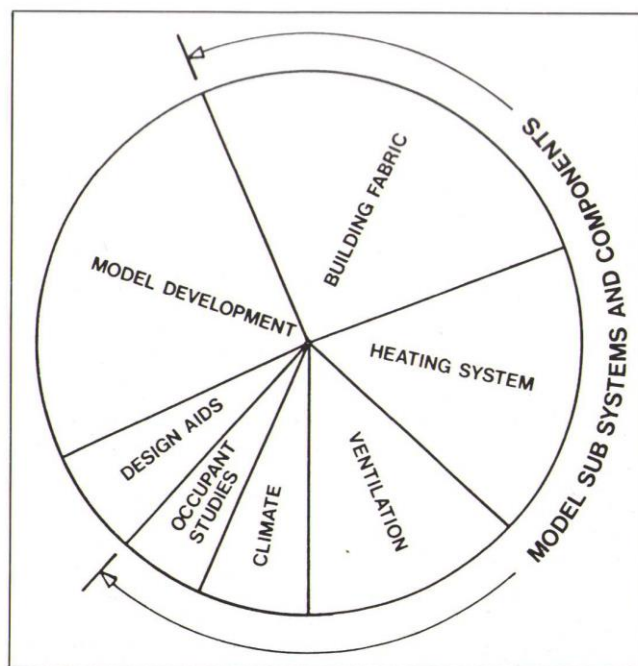 MODEL SUB SYSTEMS AND COMPONENTS
BUILDING FABRIC
MODEL DEVELOPMENT
HEATING SYSTEM
DESIGN AIDS
OCCUPANT
STUDIES
CLIMATE
VENTILATION